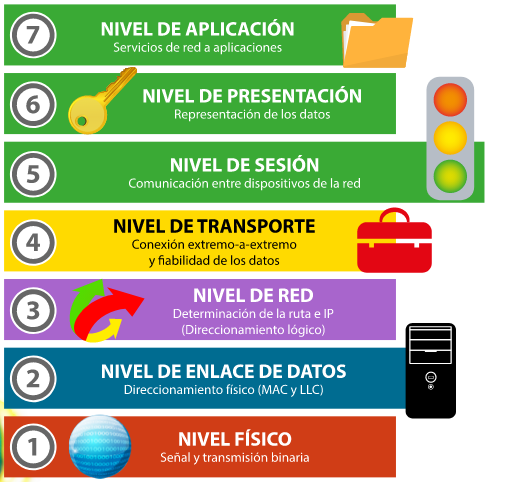 7
NIVEL DE APLICACIÓN
Servicios de red a aplicaciones
6
NIVEL DE PRESENTACIÓN
Representación de los datos
5
NIVEL DE SESIÓN
Comunicación entre dispositivos de la red
4
NIVEL DE TRANSPORTE
Conexión extremo-a-extremo
y fiabilidad de los datos
3
NIVEL DE RED
Determinación de la ruta e IP
(Direccionamiento lógico)
2
NIVEL DE ENLACE DE DATOS
Direccionamiento físico (MAC y LLC)
1
NIVEL FÍSICO
Señal y transmisión binaria